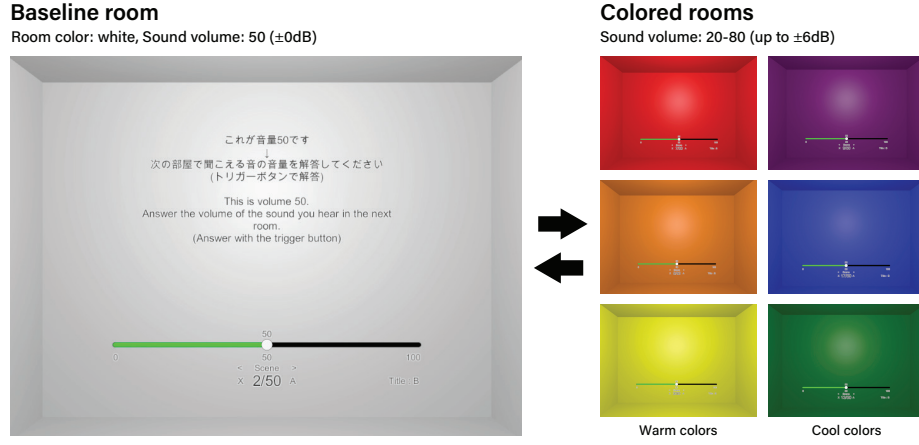 Baseline room
Room color: white, Sound volume: 50 (±0dB)
これが音量50です
↓
次の部屋で聞こえる音の音量を解答してください
(トリガーボタンで解答)
This is volume 50.
Answer the volume of the sound you hear in the next
room.
(Answer with the trigger button)
50
0 50 100
< Scene >
X 2/50 A
Title : B
Colored rooms
Sound volume: 20-80 (up to ±6dB)
Warm colors
Cool colors